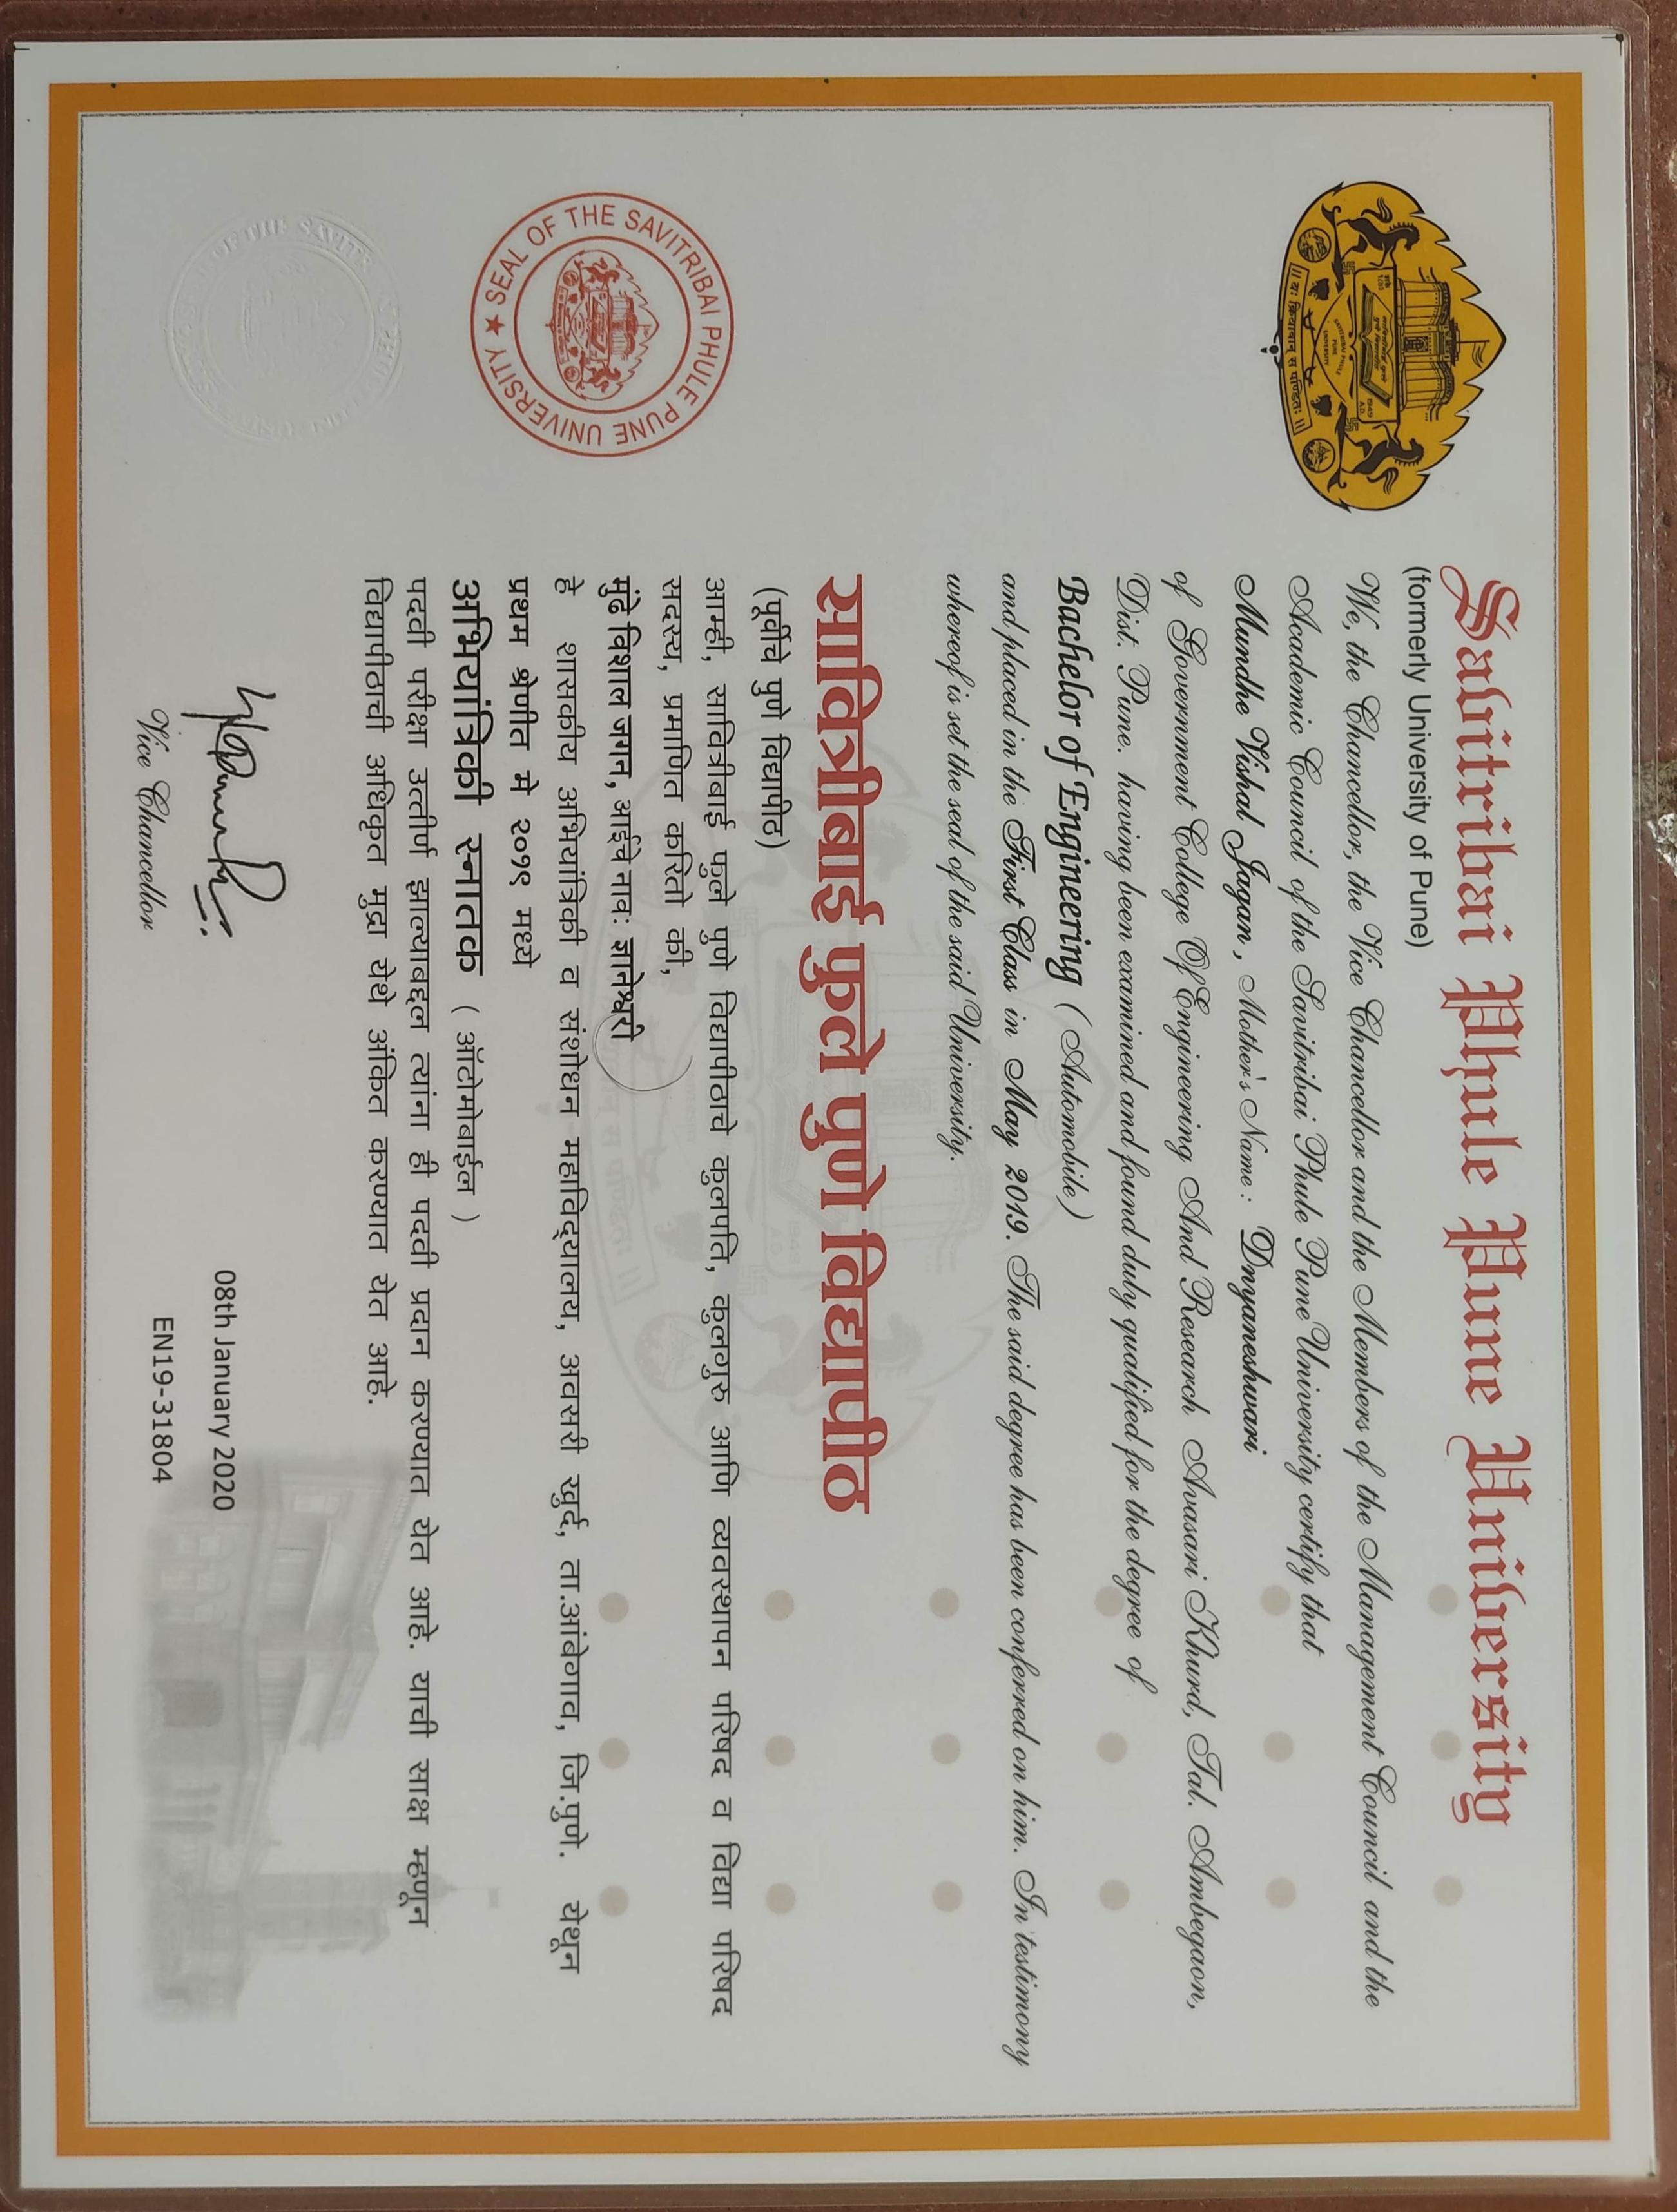 Savitribai Phule Pune University
(formerly University of Pune)
We, the Chancellor, the Vice Chancellor and the Members of the Management Council and the
Academic Council of the Savitribai Phule Pune University certify that
Mundhe Vishal Jagan , Mother's Name : Dnyaneshwari
of Government College Of Engineering And Research Avasari Khurd, Tal. Ambegaon,
Dist. Pune. having been examined and found duly qualified for the degree of
Bachelor of Engineering ( Automobile)
and placed in the First Class in May 2019. The said degree has been conferred on him. In testimony
whereof is set the seal of the said University.
सावित्रीबाई फुले पुणे विद्यापीठ
(पूर्वीचे पुणे विद्यापीठ)
आम्ही, सावित्रीबाई फुले पुणे विद्यापीठाचे कुलपति, कुलगुरु आणि व्यवस्थापन परिषद व विद्या परिषद
सदस्य, प्रमाणित करितो की,
मुंढे विशाल जगन, आईचे नावः ज्ञानेश्वरी
हे शासकीय अभियांत्रिकी व संशोधन महाविद्यालय, अवसरी खुर्द, ता.आंबेगाव, जि.पुणे. येथून
प्रथम श्रेणीत मे २०१९ मध्ये
अभियांत्रिकी स्नातक ( ऑटोमोबाईल )
पदवी परीक्षा उत्तीर्ण झाल्याबद्दल त्यांना ही पदवी प्रदान करण्यात येत आहे. याची साक्ष म्हणून
विद्यापीठाची अधिकृत मुद्रा येथे अंकित करण्यात येत आहे.
Vice Chancellor
08th January 2020
EN19-31804
SEAL OF THE SAVITRIBAI PHULE PUNE UNIVERSITY
॥ यः क्रियावान् स पण्डितः ॥
1949
A.D.
SAVITRIBAI PHULE
PUNE
UNIVERSITY